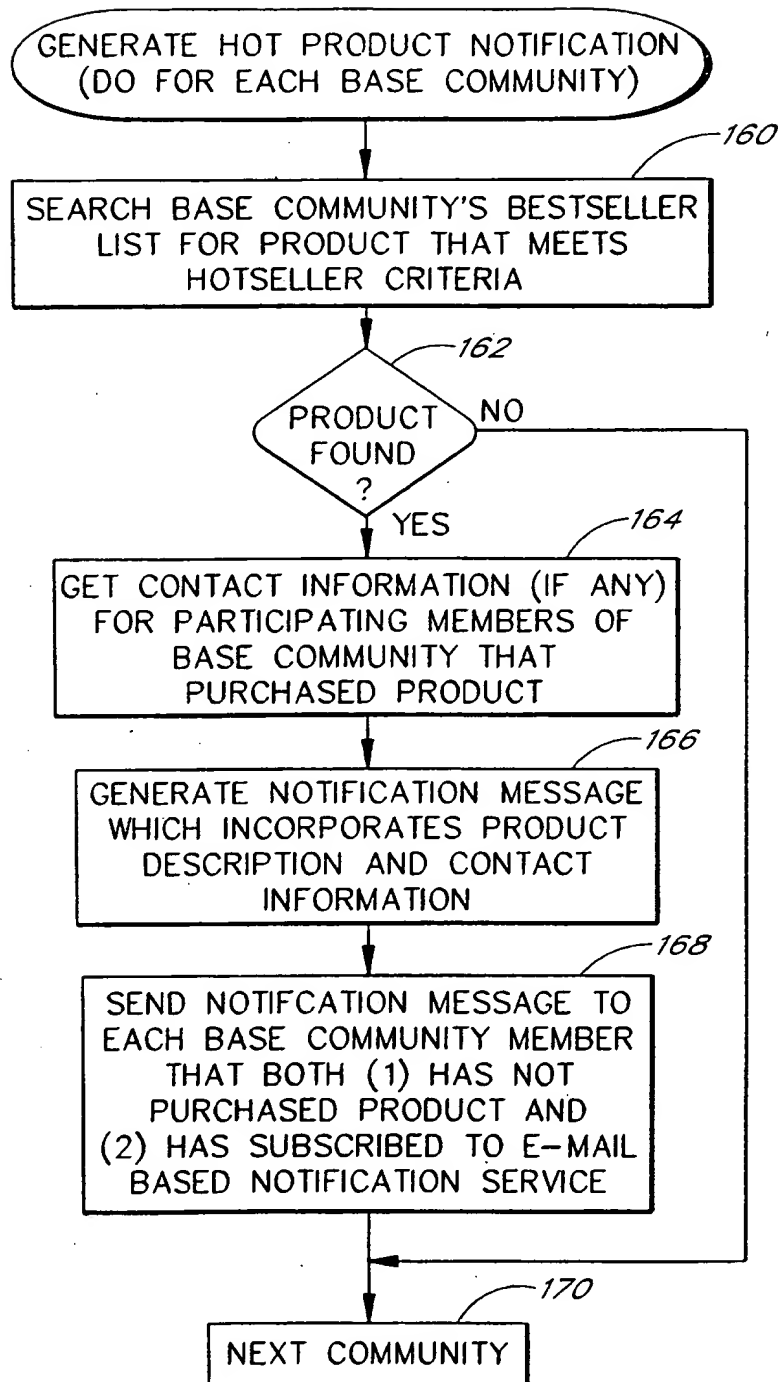 GENERATE HOT PRODUCT NOTIFICATION
(DO FOR EACH BASE COMMUNITY)
160
SEARCH BASE COMMUNITY'S BESTSELLER
LIST FOR PRODUCT THAT MEETS
HOTSELLER CRITERIA
162
PRODUCT
FOUND
?
NO
YES
164
GET CONTACT INFORMATION (IF ANY)
FOR PARTICIPATING MEMBERS OF
BASE COMMUNITY THAT
PURCHASED PRODUCT
166
GENERATE NOTIFICATION MESSAGE
WHICH INCORPORATES PRODUCT
DESCRIPTION AND CONTACT
INFORMATION
168
SEND NOTIFCATION MESSAGE TO
EACH BASE COMMUNITY MEMBER
THAT BOTH (1) HAS NOT
PURCHASED PRODUCT AND
(2) HAS SUBSCRIBED TO E-MAIL
BASED NOTIFICATION SERVICE
170
NEXT COMMUNITY